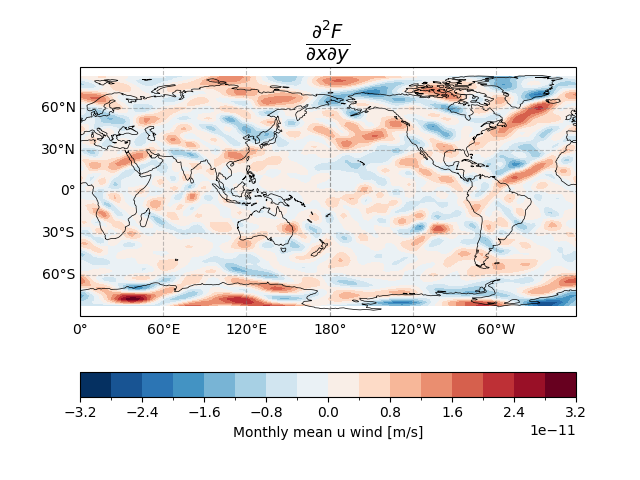 ∂²F
∂x∂y
60°N
30°N
0°
30°S
60°S
0° 60°E 120°E 180° 120°W 60°W
−3.2 −2.4 −1.6 −0.8 0.0 0.8 1.6 2.4 3.2
1e−11
Monthly mean u wind [m/s]